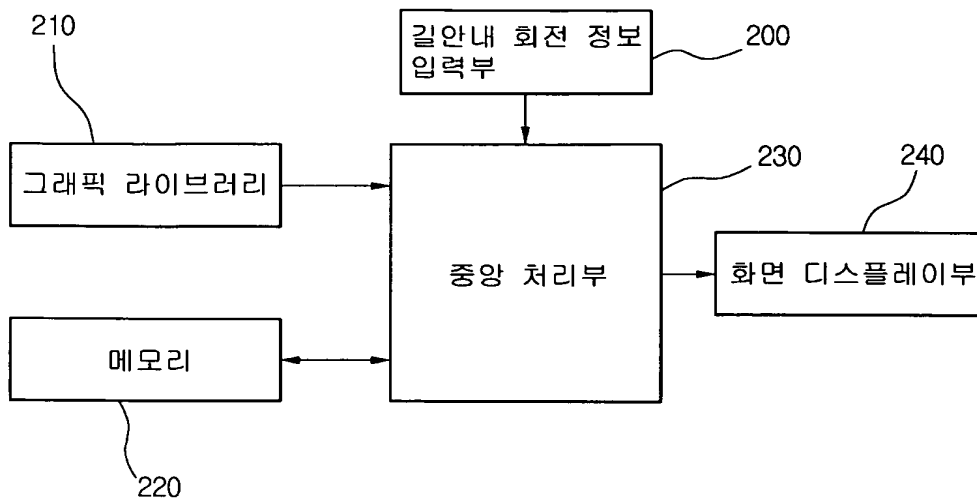 210
길안내 회전 정보
입력부
200
그래픽 라이브러리
230
240
중앙 처리부
화면 디스플레이부
메모리
220